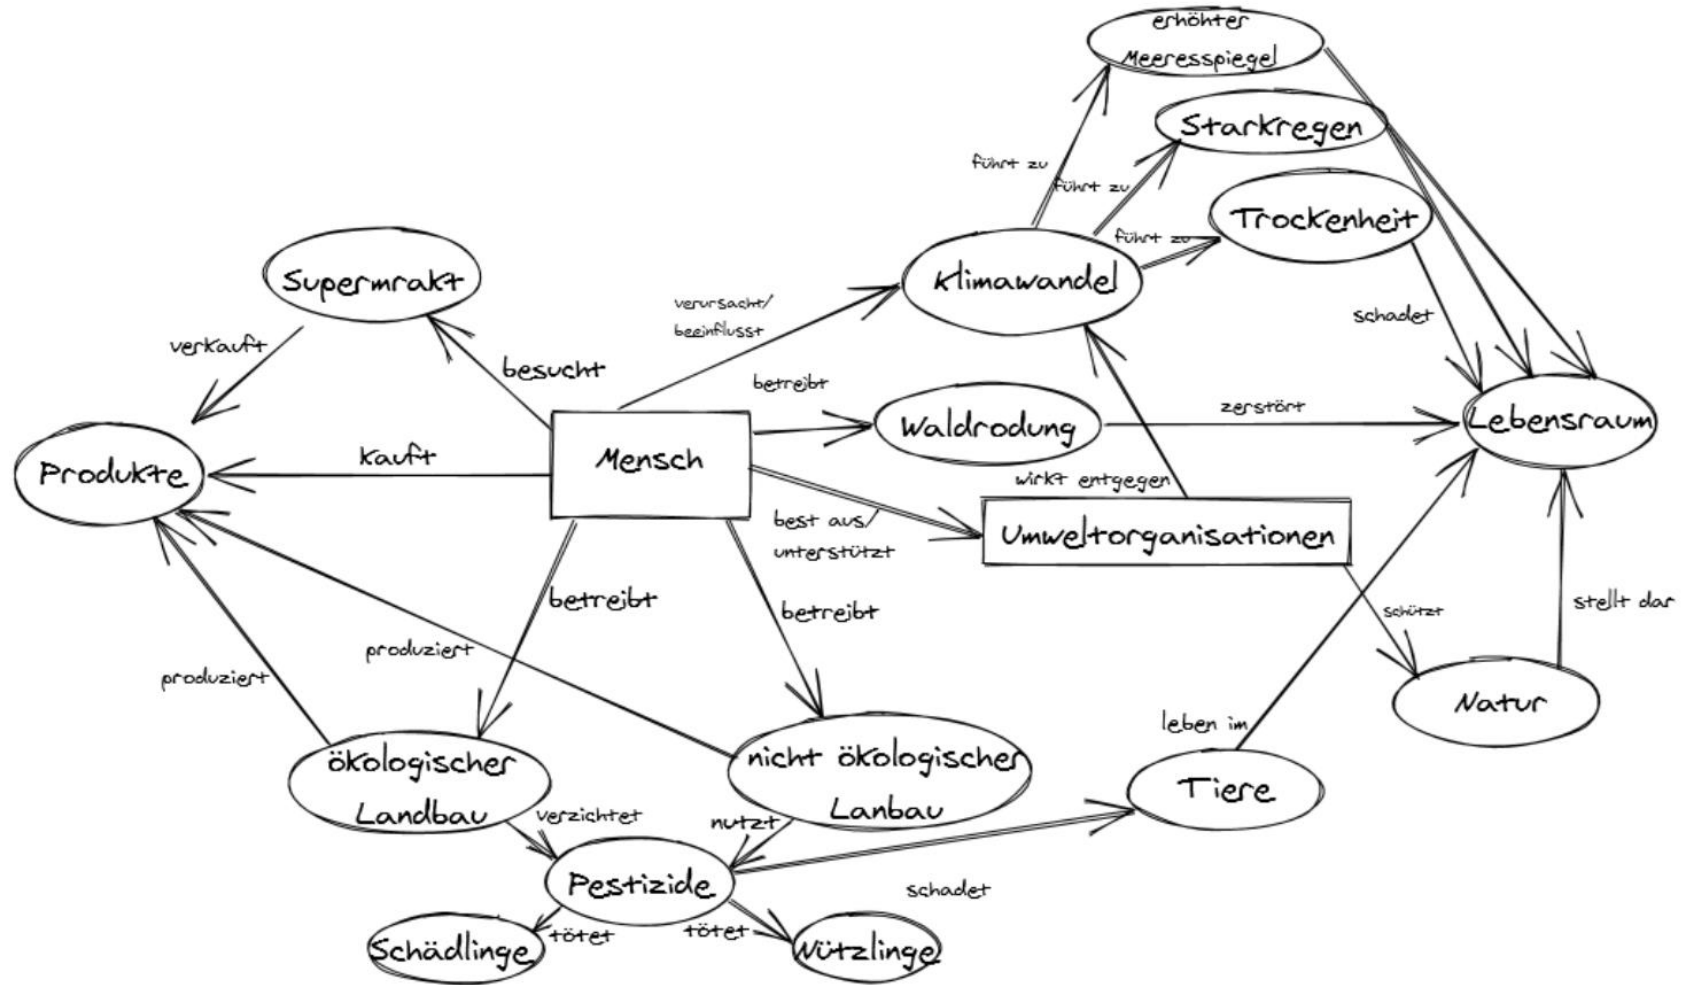 erhöhter
Meeresspiegel
Starkregen
führt zu
führt zu
Trockenheit
führt zu
Supermrakt
Klimawandel
verursacht/
beeinflusst
schadet
verkauft
besucht
betreibt
zerstört
Lebensraum
Waldrodung
Produkte
kauft
Mensch
wirkt entgegen
best aus/
unterstützt
Umweltorganisationen
betreibt
betreibt
schützt
stellt dar
produziert
produziert
Natur
leben im
ökologischer
Landbau
nicht ökologischer
Lanbau
Tiere
verzichtet
nutzt
Pestizide
schadet
Schädlinge
tötet
tötet
Nützlinge